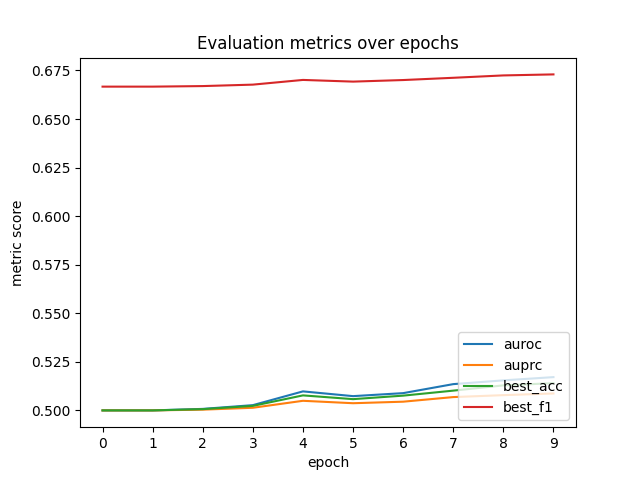 Evaluation metrics over epochs
metric score
0.675
0.650
0.625
0.600
0.575
0.550
0.525
0.500
auroc
auprc
best_acc
best_f1
0 1 2 3 4 5 6 7 8 9
epoch